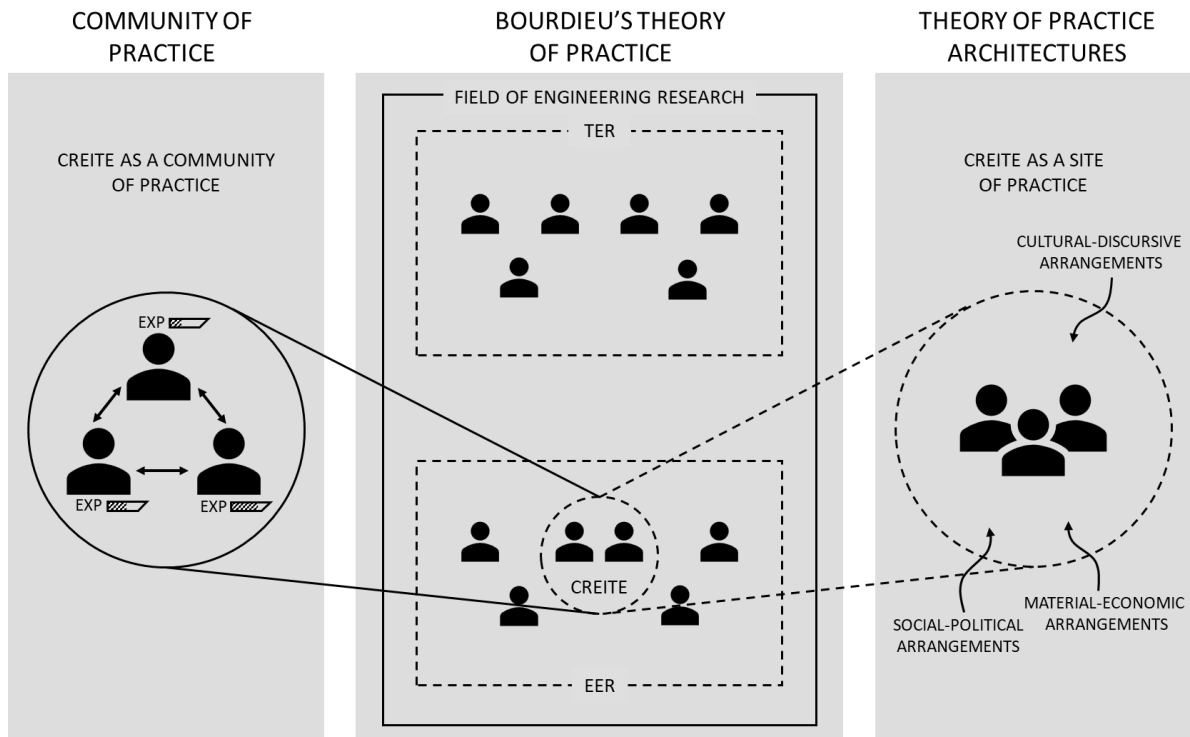 COMMUNITY OF
PRACTICE
CREITE AS A COMMUNITY
OF PRACTICE
EXP
EXP
EXP
BOURDIEU'S THEORY
OF PRACTICE
FIELD OF ENGINEERING RESEARCH
TER
CREITE
EER
THEORY OF PRACTICE
ARCHITECTURES
CREITE AS A SITE
OF PRACTICE
CULTURAL-DISCURSIVE
ARRANGEMENTS
SOCIAL-POLITICAL
ARRANGEMENTS
MATERIAL-ECONOMIC
ARRANGEMENTS